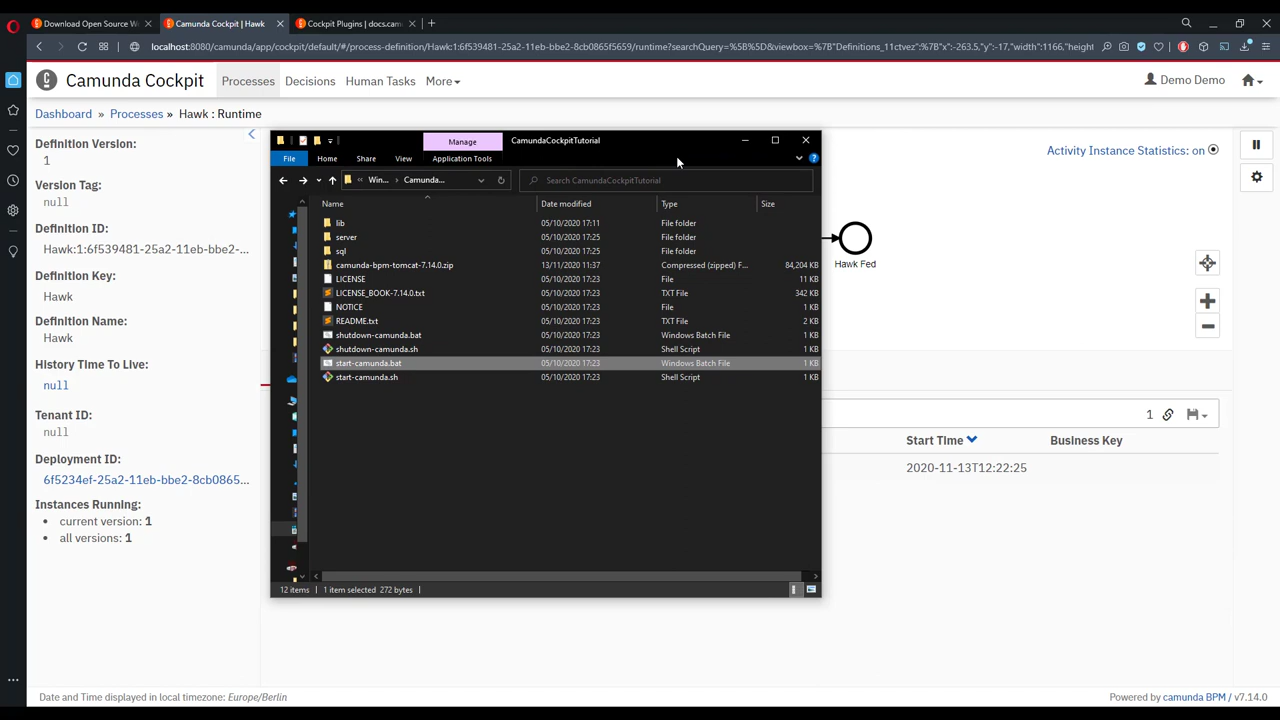 Download Open Source W
Camunda Cockpit | Hawk
Cockpit Plugins | docs.cam
localhost:8080/camunda/app/cockpit/default/#/process-definition/Hawk:1:6f539481-25a2-11eb-bbe2-8cb0865f5659/runtime?searchQuery=%5B%5D&viewbox=%7B"Definitions_11ctvez":%7B"x":-263.5,"y":-17,"width":1166,"height
Camunda Cockpit
Processes
Decisions
Human Tasks
More
Demo Demo
Dashboard » Processes » Hawk : Runtime
Definition Version:
1
Version Tag:
null
Definition ID:
Hawk:1:6f539481-25a2-11eb-bbe2-...
Definition Key:
Hawk
Definition Name:
Hawk
History Time To Live:
null
Tenant ID:
null
Deployment ID:
6f5234ef-25a2-11eb-bbe2-8cb0865...
Instances Running:
current version: 1
all versions: 1
Manage
CamundaCockpitTutorial
File
Home
Share
View
Application Tools
Win...
Camunda...
Search CamundaCockpitTutorial
Name Date modified Type Size
lib 05/10/2020 17:11 File folder
server 05/10/2020 17:25 File folder
sql 05/10/2020 17:25 File folder
camunda-bpm-tomcat-7.14.0.zip 13/11/2020 11:37 Compressed (zipped) F... 84,204 KB
LICENSE 05/10/2020 17:23 File 11 KB
LICENSE_BOOK-7.14.0.txt 05/10/2020 17:23 TXT File 342 KB
NOTICE 05/10/2020 17:23 File 1 KB
README.txt 05/10/2020 17:23 TXT File 2 KB
shutdown-camunda.bat 05/10/2020 17:23 Windows Batch File 1 KB
shutdown-camunda.sh 05/10/2020 17:23 Shell Script 1 KB
start-camunda.bat 05/10/2020 17:23 Windows Batch File 1 KB
start-camunda.sh 05/10/2020 17:23 Shell Script 1 KB
12 items
1 item selected 272 bytes
Activity Instance Statistics: on
Hawk Fed
1
Start Time
Business Key
2020-11-13T12:22:25
Date and Time displayed in local timezone: Europe/Berlin
Powered by camunda BPM / v7.14.0